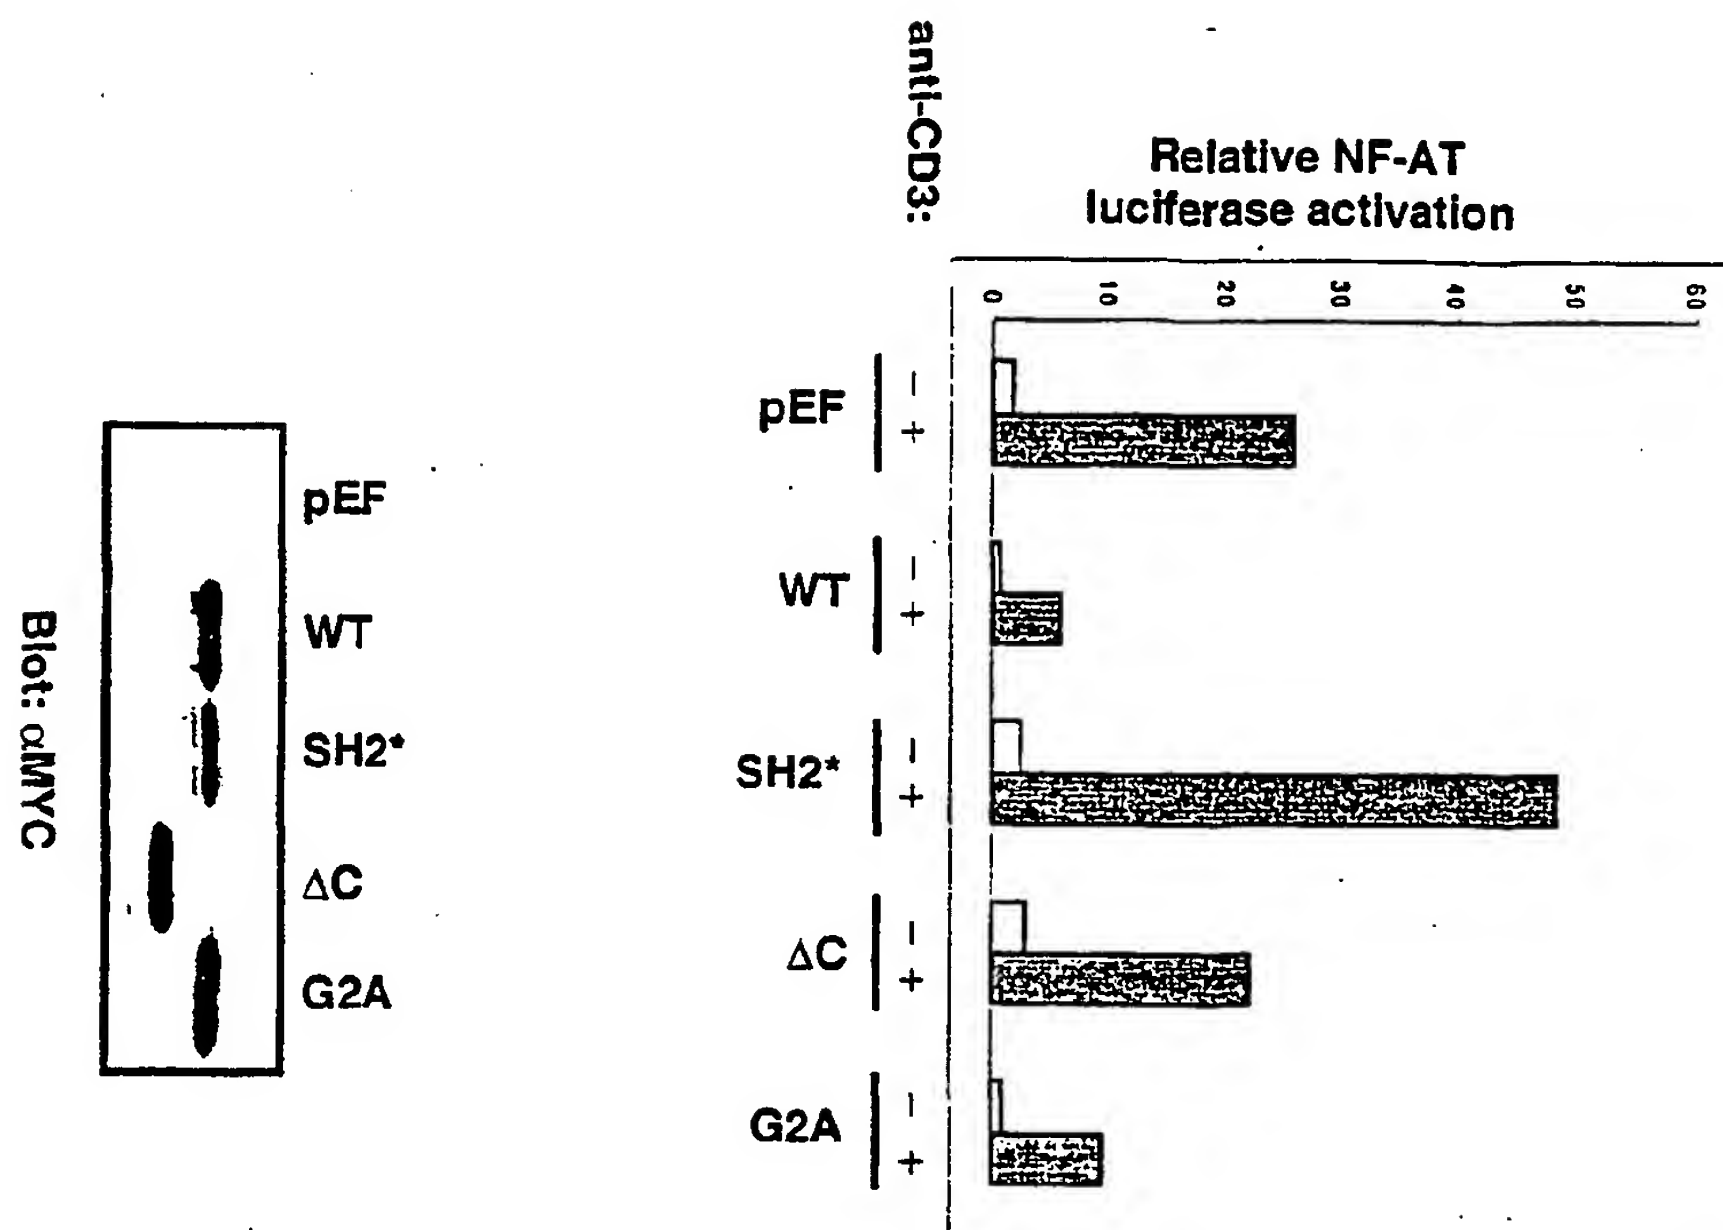 Relative NF-AT
luciferase activation
0 10 20 30 40 50 60
anti-CD3:
pEF - +
WT - +
SH2* - +
ΔC - +
G2A - +
pEF
WT
SH2*
ΔC
G2A
Blot: αMYC